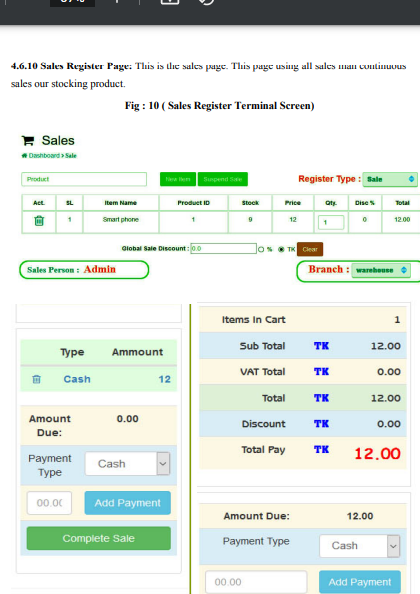 4.6.10 Sales Register Page: This is the sales page. This page using all sales man continuous
sales our stocking product.
Fig : 10 ( Sales Register Terminal Screen)
Sales
Dashboard > Sale
Product
New Item
Suspend Sale
Register Type : Sale
Act. SL Item Name Product ID Stock Price Qty. Disc % Total
1 Smart phone 1 9 12 1 0 12.00
Global Sale Discount : 0.0 % TK Clear
Sales Person : Admin
Branch : warehouse
Type Ammount
Cash 12
Amount Due: 0.00
Payment Type Cash
00.00 Add Payment
Complete Sale
Items In Cart 1
Sub Total TK 12.00
VAT Total TK 0.00
Total TK 12.00
Discount TK 0.00
Total Pay TK 12.00
Amount Due: 12.00
Payment Type Cash
00.00 Add Payment